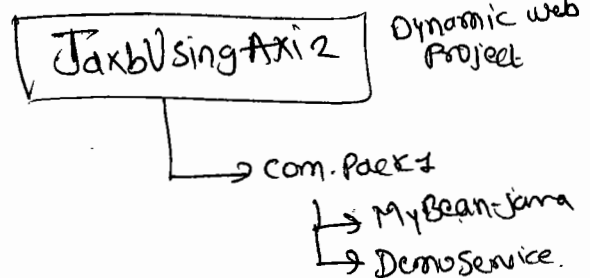 JaxbUsingAxi2
Dynamic web
Project
com.pack1
MyBean.java
DemoService.